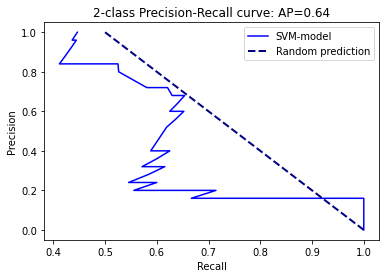 2-class Precision-Recall curve: AP=0.64
SVM-model
Random prediction
Precision
1.0
0.8
0.6
0.4
0.2
0.0
0.4 0.5 0.6 0.7 0.8 0.9 1.0
Recall